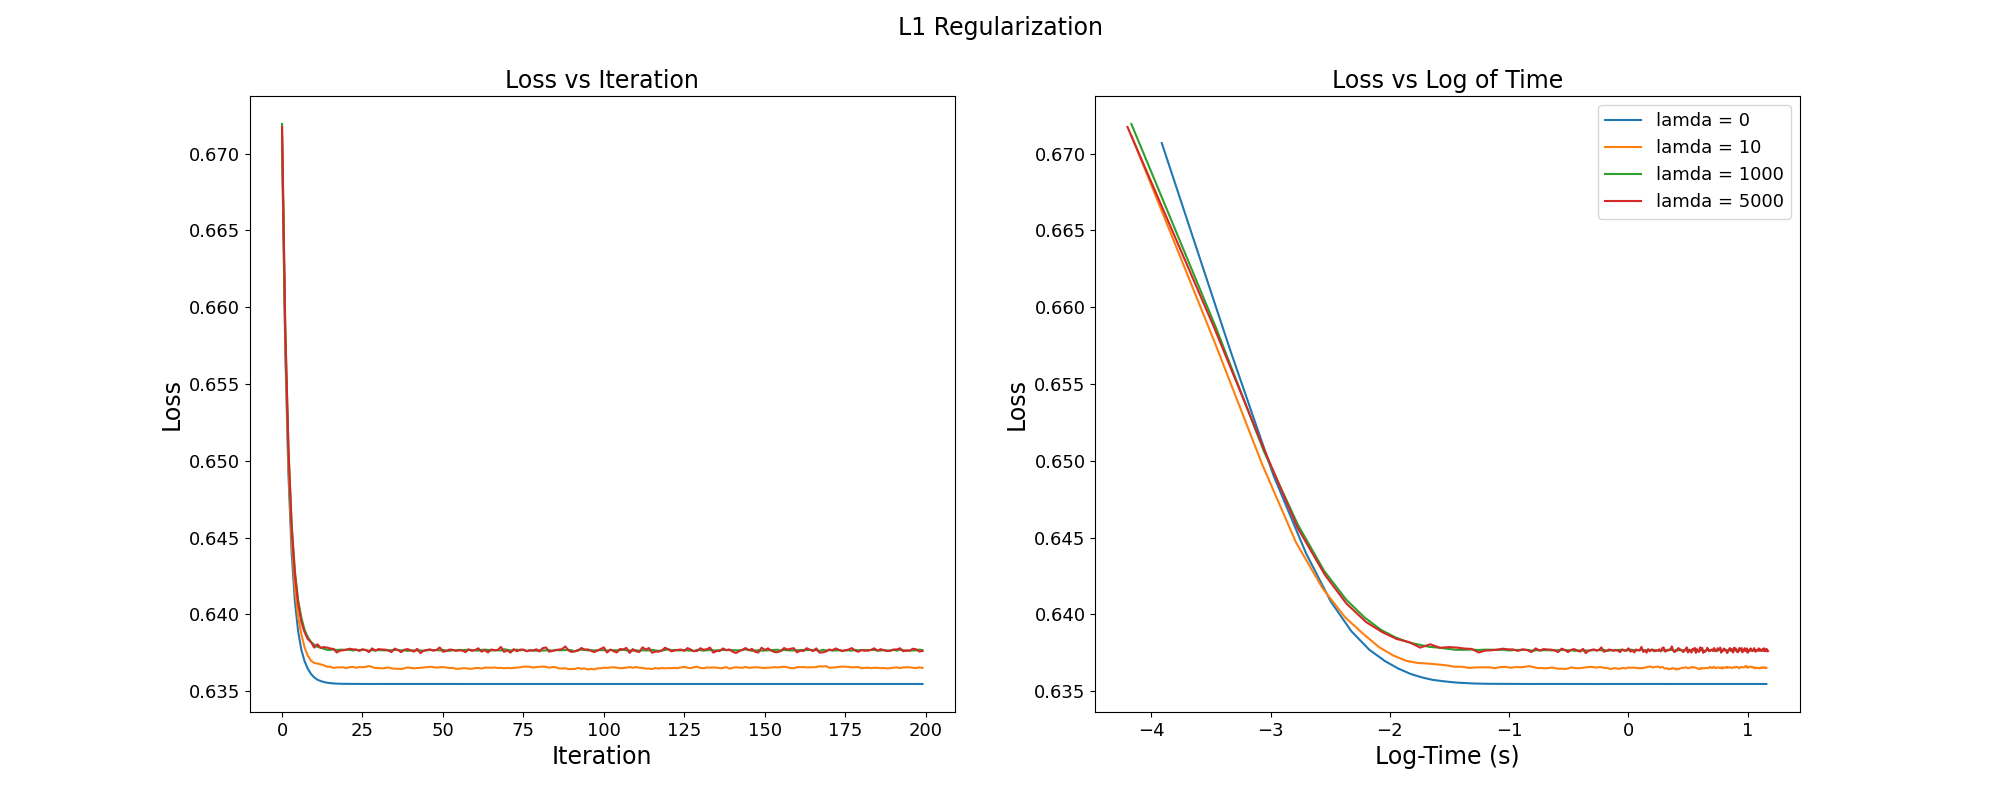 L1 Regularization
Loss vs Iteration
Loss
0.670
0.665
0.660
0.655
0.650
0.645
0.640
0.635
0 25 50 75 100 125 150 175 200
Iteration
Loss vs Log of Time
Loss
0.670
0.665
0.660
0.655
0.650
0.645
0.640
0.635
lamda = 0
lamda = 10
lamda = 1000
lamda = 5000
−4 −3 −2 −1 0 1
Log-Time (s)